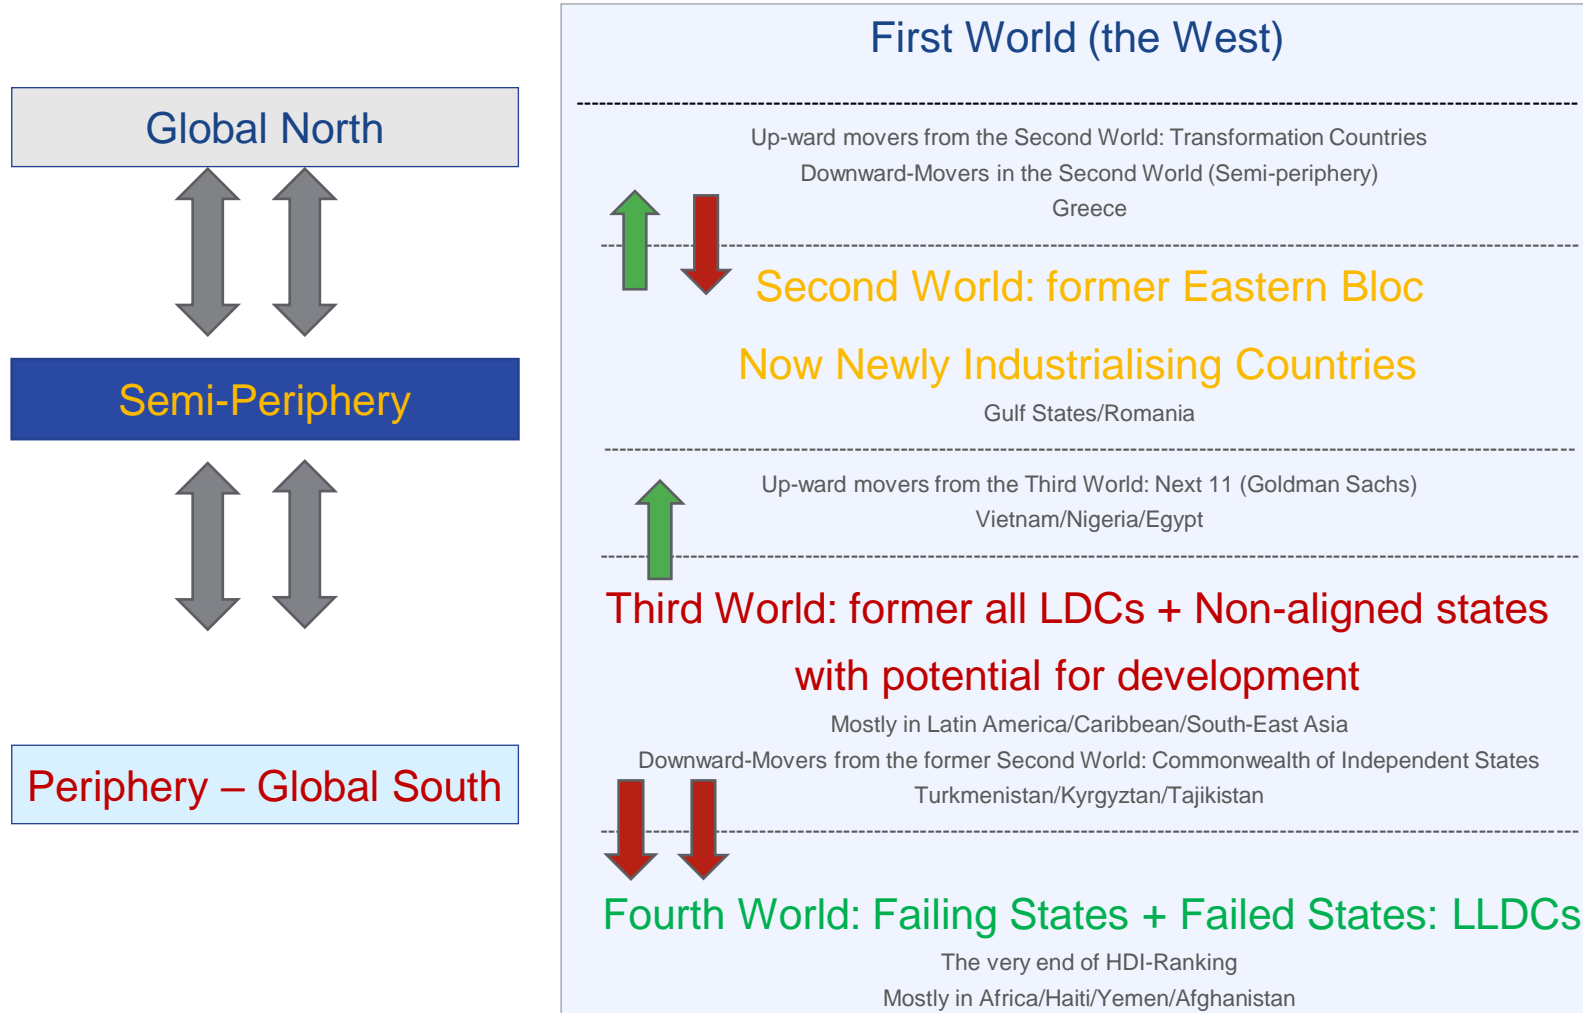 Global North
Semi-Periphery
Periphery – Global South
First World (the West)
Up-ward movers from the Second World: Transformation Countries
Downward-Movers in the Second World (Semi-periphery)
Greece
Second World: former Eastern Bloc
Now Newly Industrialising Countries
Gulf States/Romania
Up-ward movers from the Third World: Next 11 (Goldman Sachs)
Vietnam/Nigeria/Egypt
Third World: former all LDCs + Non-aligned states
with potential for development
Mostly in Latin America/Caribbean/South-East Asia
Downward-Movers from the former Second World: Commonwealth of Independent States
Turkmenistan/Kyrgyztan/Tajikistan
Fourth World: Failing States + Failed States: LLDCs
The very end of HDI-Ranking
Mostly in Africa/Haiti/Yemen/Afghanistan